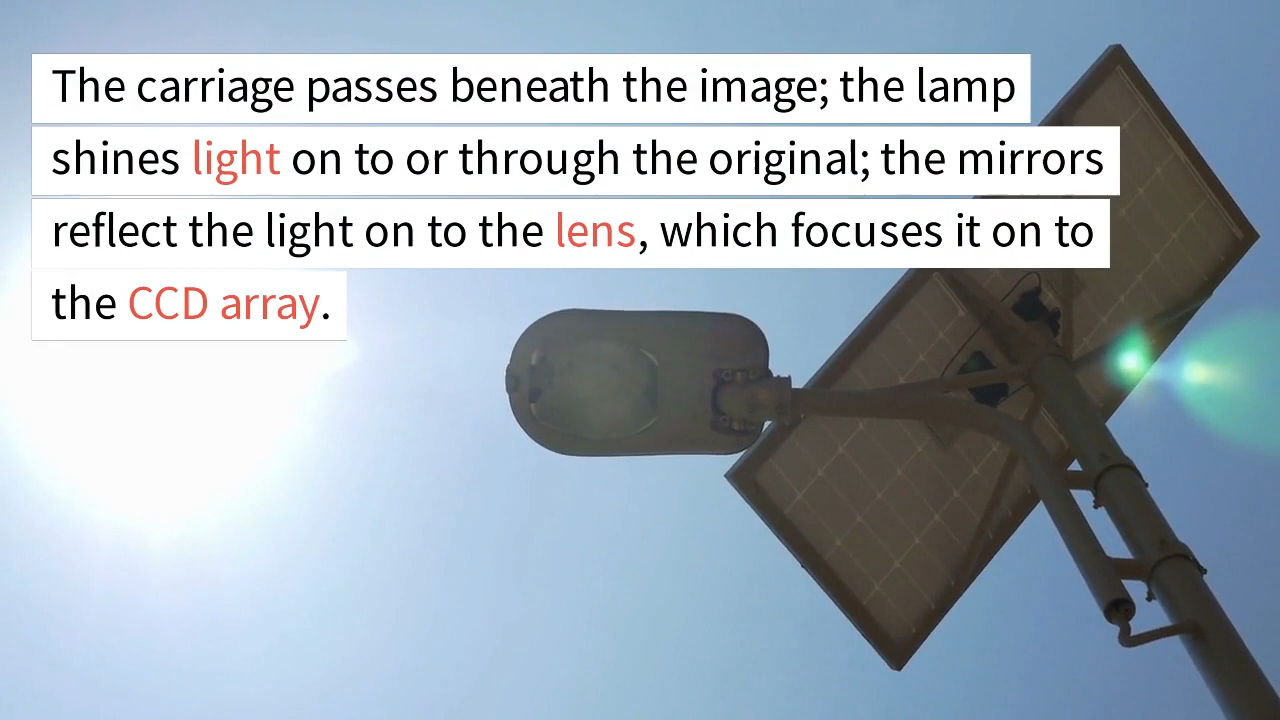 The carriage passes beneath the image; the lamp
shines light on to or through the original; the mirrors
reflect the light on to the lens, which focuses it on to
the CCD array.